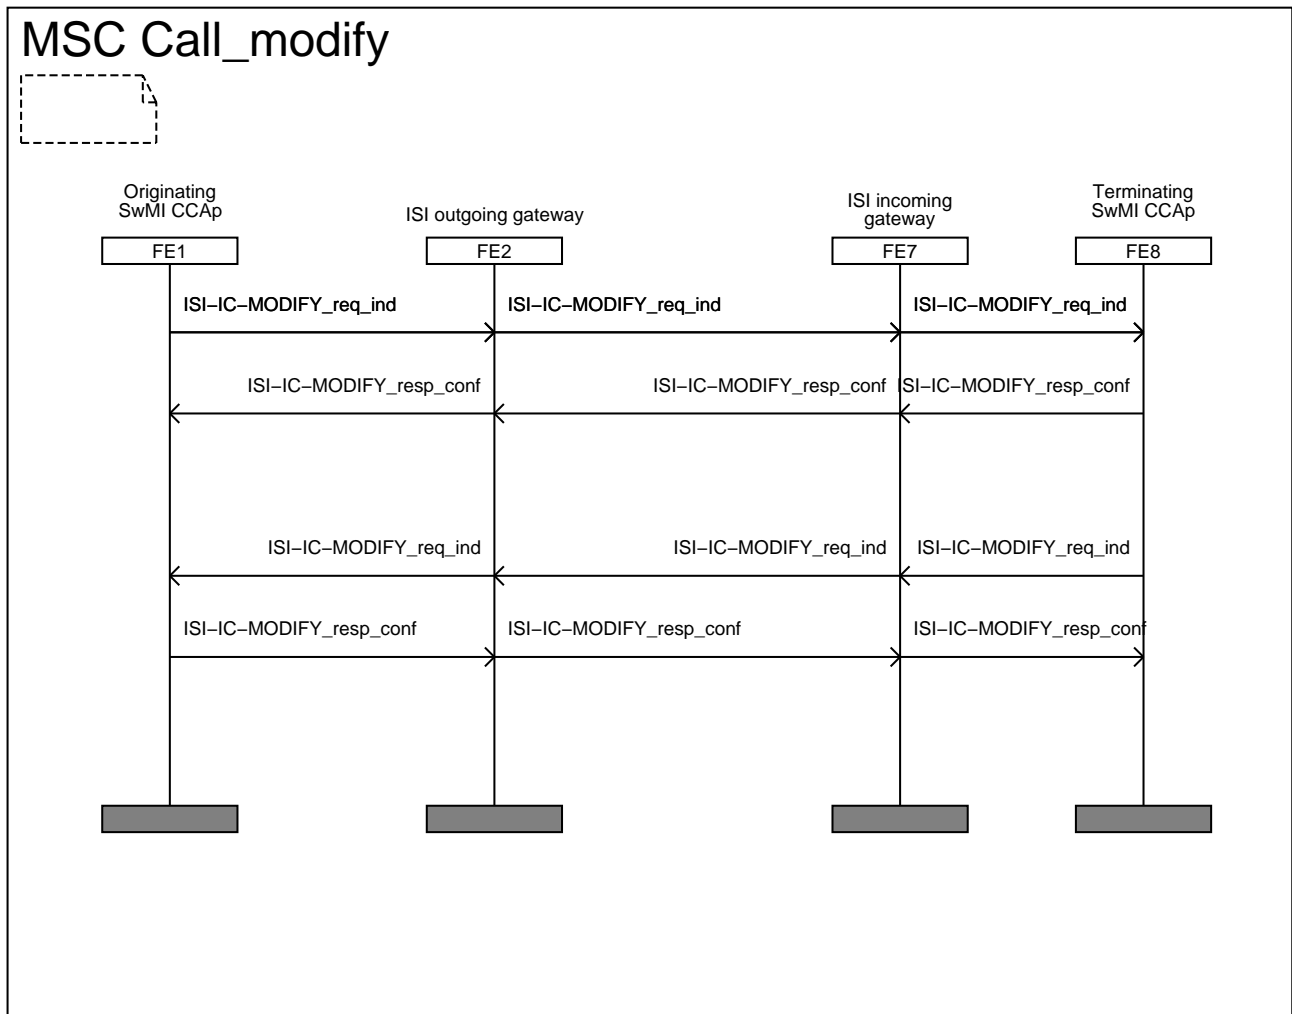 MSC Call_modify
Originating
SwMI CCAp
ISI outgoing gateway
ISI incoming
gateway
Terminating
SwMI CCAp
FE1
FE2
FE7
FE8
ISI–IC–MODIFY_req_ind
ISI–IC–MODIFY_req_ind
ISI–IC–MODIFY_req_ind
ISI–IC–MODIFY_resp_conf
ISI–IC–MODIFY_resp_conf
ISI–IC–MODIFY_resp_conf
ISI–IC–MODIFY_req_ind
ISI–IC–MODIFY_req_ind
ISI–IC–MODIFY_req_ind
ISI–IC–MODIFY_resp_conf
ISI–IC–MODIFY_resp_conf
ISI–IC–MODIFY_resp_conf